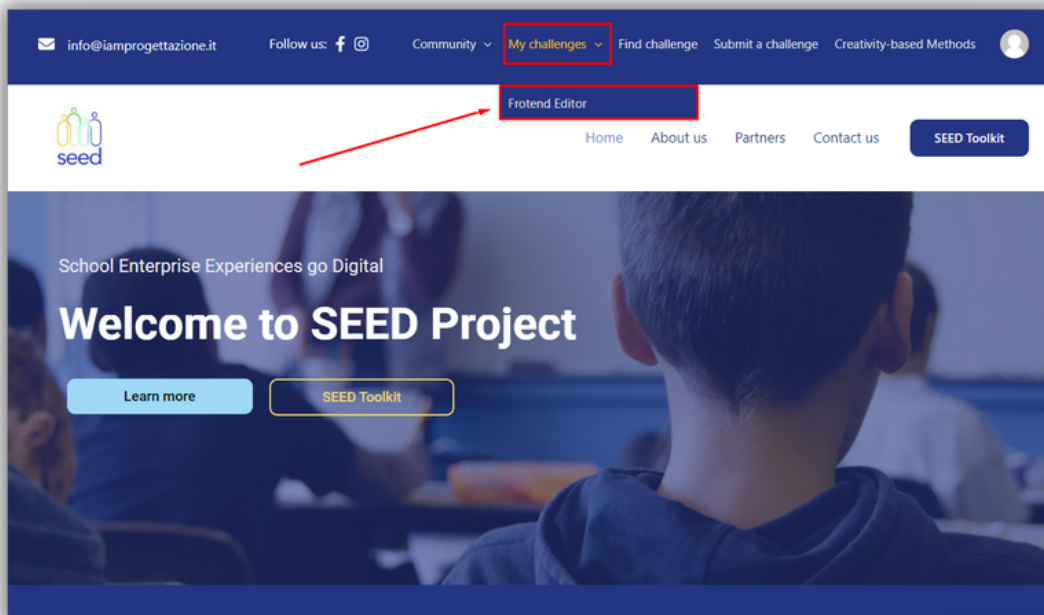 info@iamprogettazione.it Follow us: Community My challenges Find challenge Submit a challenge Creativity-based Methods
Frotend Editor
seed
Home About us Partners Contact us SEED Toolkit
School Enterprise Experiences go Digital
Welcome to SEED Project
Learn more SEED Toolkit